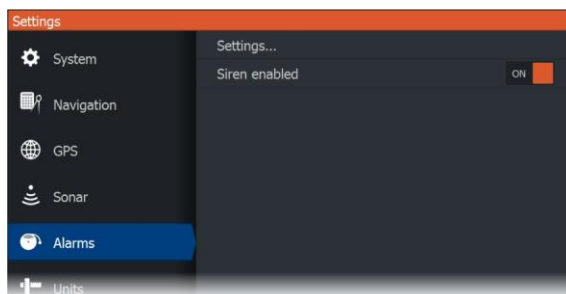 Settings
System
Navigation
GPS
Sonar
Alarms
Units
Settings...
Siren enabled
ON